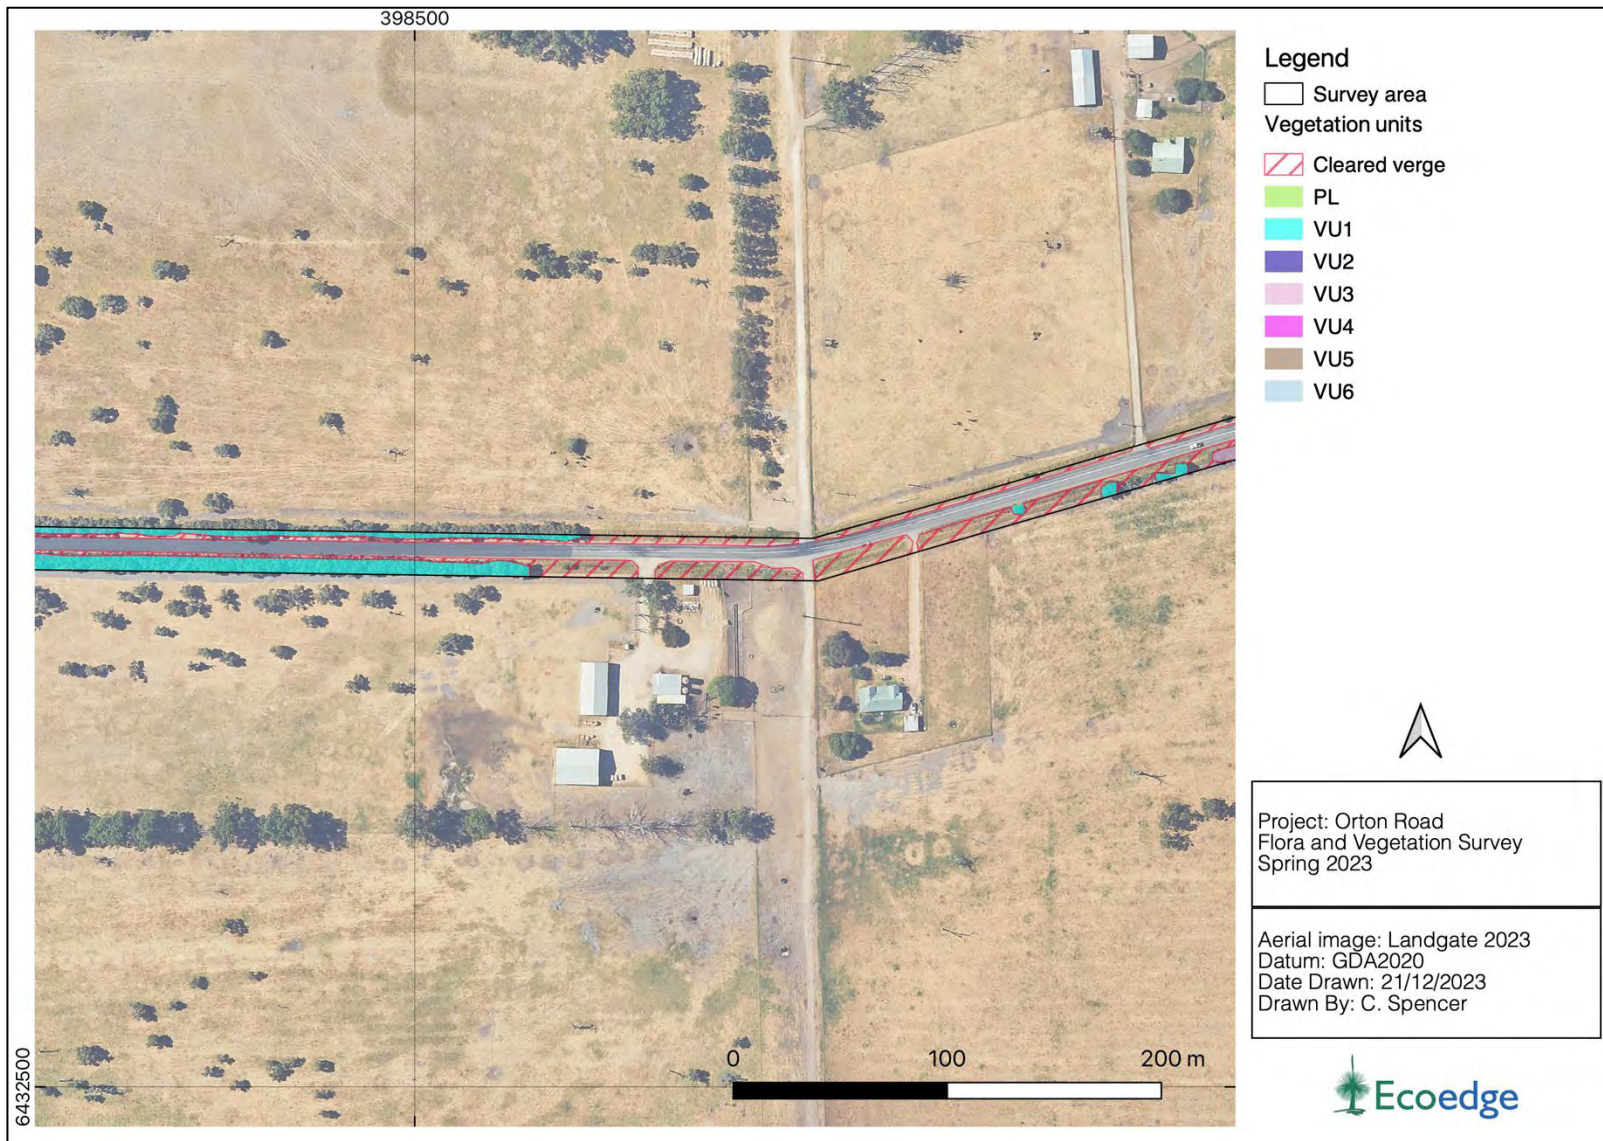 398500
6432500
0 100 200 m
Legend
Survey area
Vegetation units
Cleared verge
PL
VU1
VU2
VU3
VU4
VU5
VU6
Project: Orton Road
Flora and Vegetation Survey
Spring 2023
Aerial image: Landgate 2023
Datum: GDA2020
Date Drawn: 21/12/2023
Drawn By: C. Spencer
Ecoedge